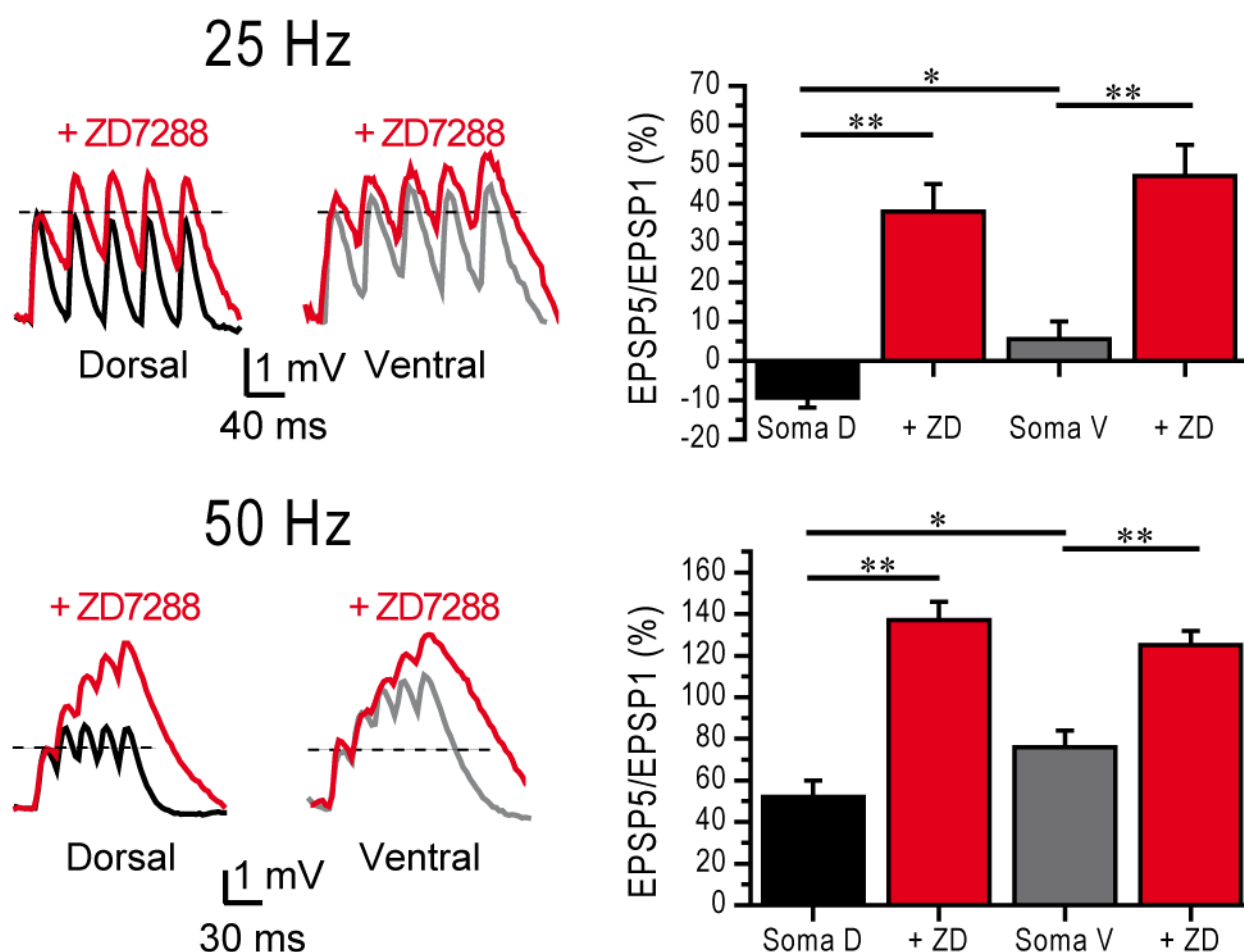 25 Hz
+ ZD7288
+ ZD7288
Dorsal
1 mV
Ventral
40 ms
EPSP5/EPSP1 (%)
70
60
50
40
30
20
10
0
-10
-20
*
**
**
Soma D
+ ZD
Soma V
+ ZD
50 Hz
+ ZD7288
+ ZD7288
Dorsal
Ventral
1 mV
30 ms
EPSP5/EPSP1 (%)
160
140
120
100
80
60
40
20
0
*
**
**
Soma D
+ ZD
Soma V
+ ZD